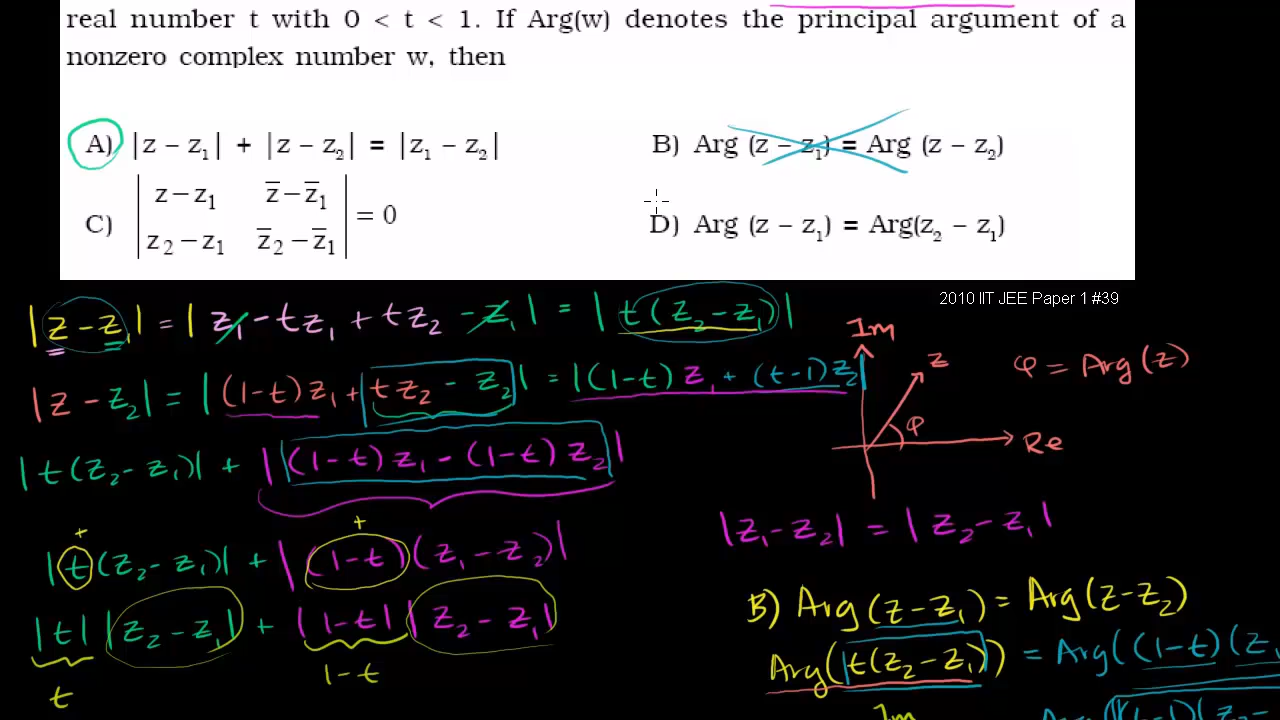 real number t with 0 < t < 1. If Arg(w) denotes the principal argument of a
nonzero complex number w, then
A) |z − z₁| + |z − z₂| = |z₁ − z₂|
B) Arg (z − z₁) = Arg (z − z₂)
C) | z − z₁   z̅ − z̅₁ |
| z₂ − z₁   z̅₂ − z̅₁ | = 0
D) Arg (z − z₁) = Arg(z₂ − z₁)
2010 IIT JEE Paper 1 #39
|z − z₁| = |z₁ − tz₁ + tz₂ − z₁| = |t(z₂ − z₁)|
|z − z₂| = |(1−t)z₁ + tz₂ − z₂| = |(1−t)z₁ + (t−1)z₂|
|t(z₂ − z₁)| + |(1−t)z₁ − (1−t)z₂|
+ +
|t(z₂ − z₁)| + |(1−t)(z₁ − z₂)|
|t||z₂ − z₁| + |1−t||z₂ − z₁|
t
1−t
Im
z
φ
Re
φ = Arg(z)
|z₁ − z₂| = |z₂ − z₁|
B) Arg(z − z₁) = Arg(z − z₂)
Arg(t(z₂ − z₁)) = Arg((1−t)(z₁
Im